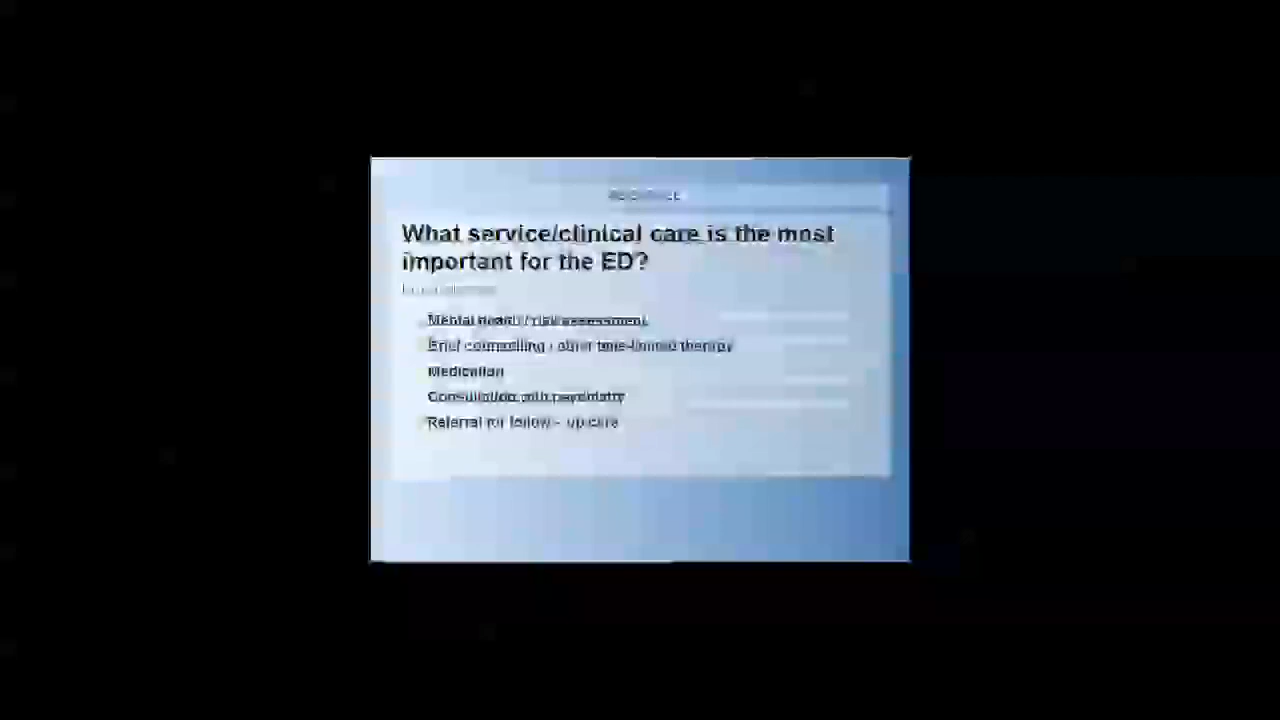 What service/clinical care is the most
important for the ED?
Mental health / risk assessment
Brief counselling / other time-limited therapy
Medication
Consultation with psychiatry
Referral for follow - up care